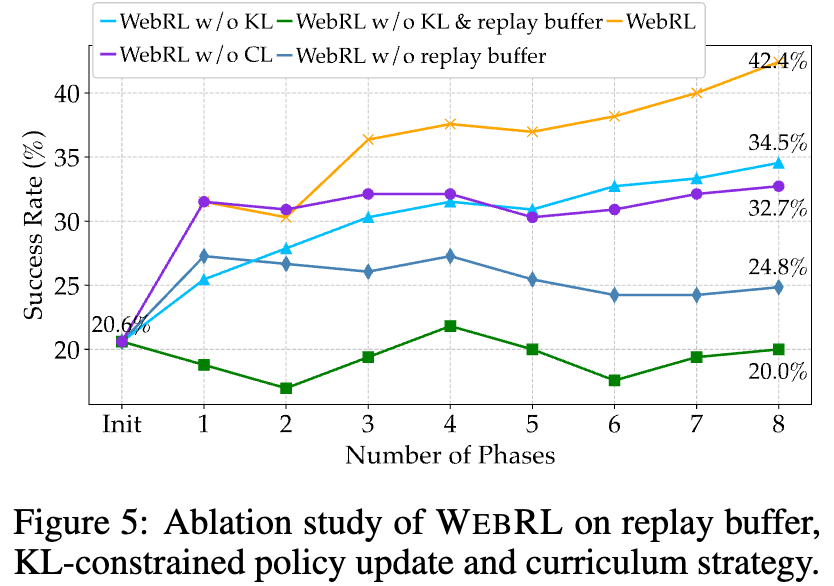 WebRL w/o KL WebRL w/o KL & replay buffer WebRL
WebRL w/o CL WebRL w/o replay buffer
42.4%
40
34.5%
35
32.7%
30
24.8%
25
20.6%
20
20.0%
Success Rate (%)
Init 1 2 3 4 5 6 7 8
Number of Phases
Figure 5: Ablation study of WEBRL on replay buffer,
KL-constrained policy update and curriculum strategy.